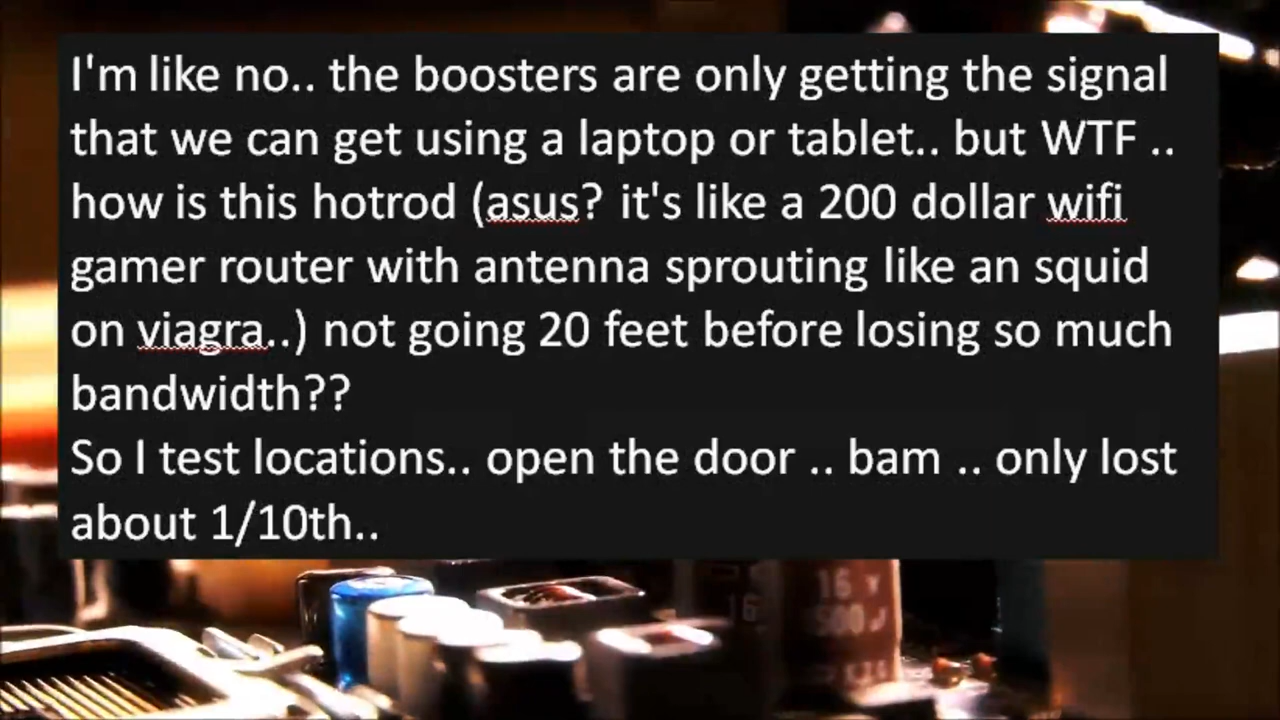 I'm like no.. the boosters are only getting the signal
that we can get using a laptop or tablet.. but WTF ..
how is this hotrod (asus? it's like a 200 dollar wifi
gamer router with antenna sprouting like an squid
on viagra..) not going 20 feet before losing so much
bandwidth??
So I test locations.. open the door .. bam .. only lost
about 1/10th..
16 v
16